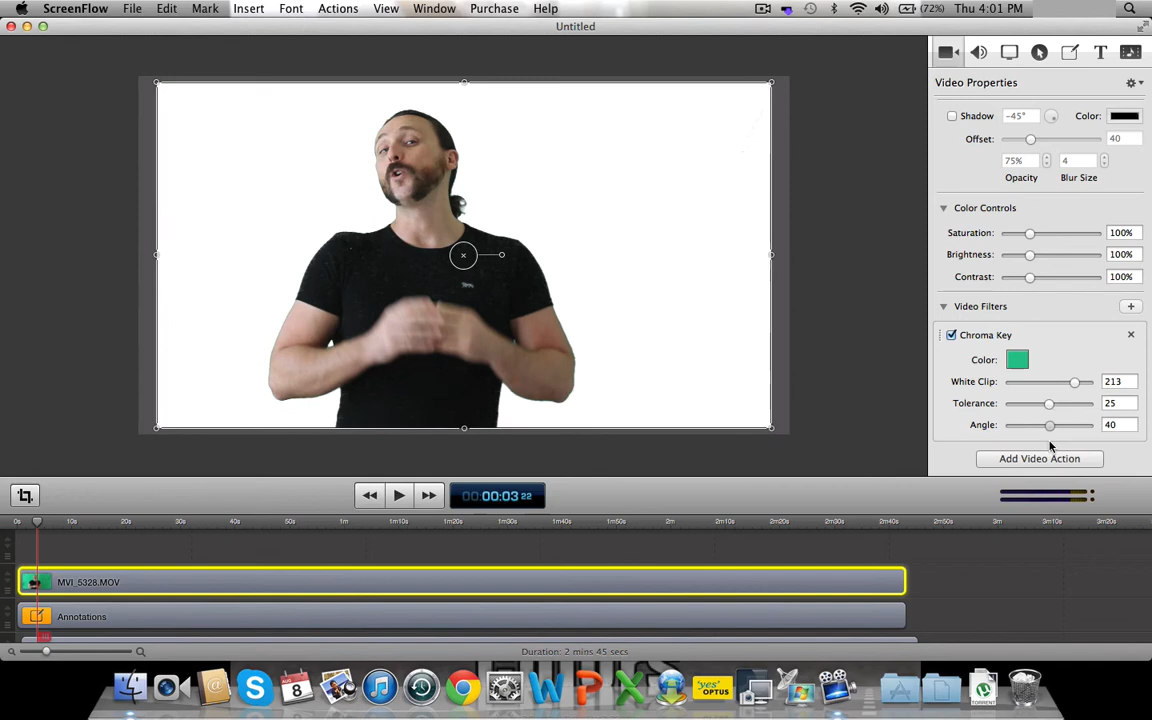 ScreenFlow File Edit Mark Insert Font Actions View Window Purchase Help (72%) Thu 4:01 PM
Untitled
Video Properties
Shadow -45° Color:
Offset: 40
75% 4
Opacity Blur Size
Color Controls
Saturation: 100%
Brightness: 100%
Contrast: 100%
Video Filters +
Chroma Key
Color:
White Clip: 213
Tolerance: 25
Angle: 40
Add Video Action
00:00:03 22
0s 10s 20s 30s 40s 50s 1m 1m10s 1m20s 1m30s 1m40s 1m50s 2m 2m10s 2m20s 2m30s 2m40s 2m50s 3m 3m10s 3m20s
MVI_5328.MOV
Annotations
Duration: 2 mins 45 secs
AUG
8
'yes'
OPTUS
TORRENT